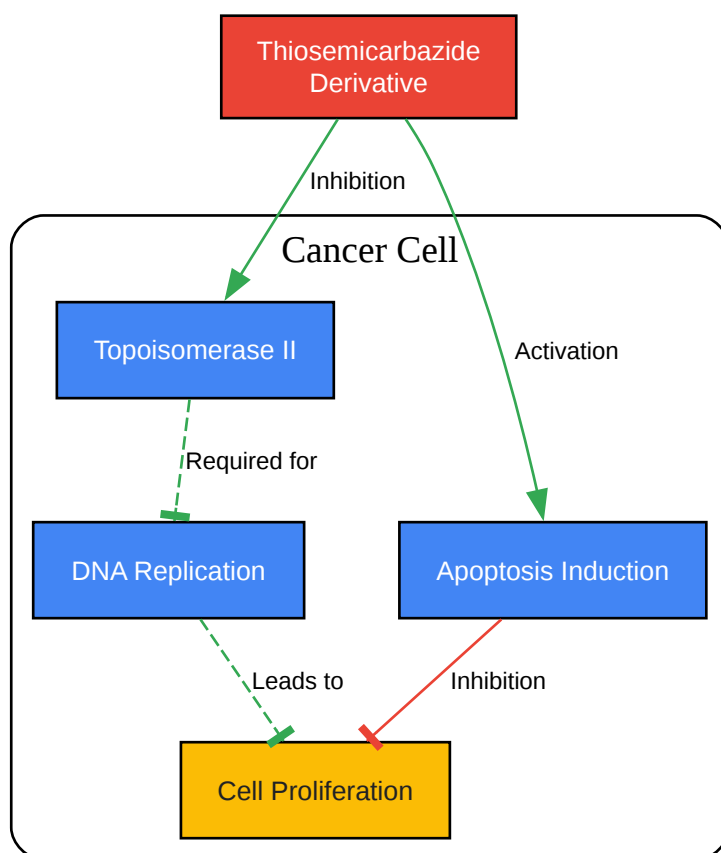 Thiosemicarbazide
Derivative
Inhibition
Cancer Cell
Topoisomerase II
Activation
Required for
DNA Replication
Apoptosis Induction
Leads to
Inhibition
Cell Proliferation